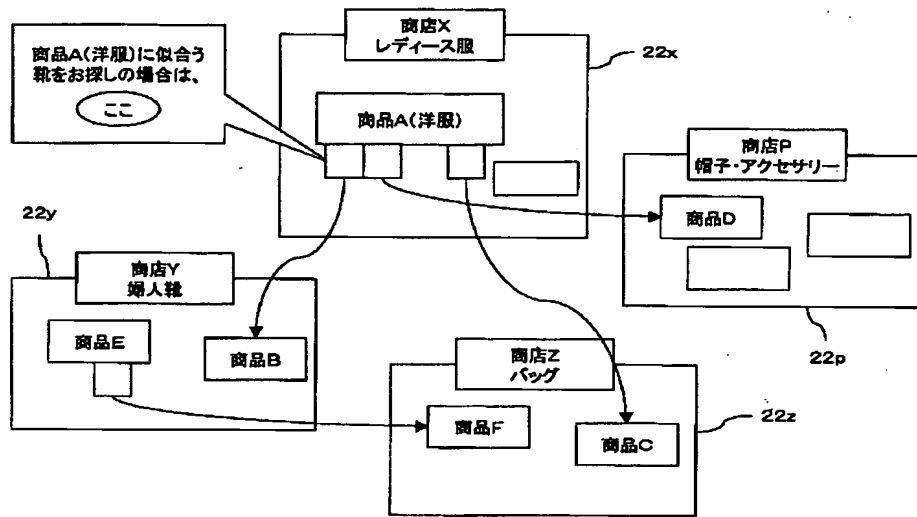 商店X
レディース服
22x
商品A(洋服)に似合う
靴をお探しの場合は、
ここ
商品A(洋服)
商店P
帽子・アクセサリー
商品D
22p
22y
商店Y
婦人靴
商品E
商品B
商店Z
バッグ
商品F
商品C
22z